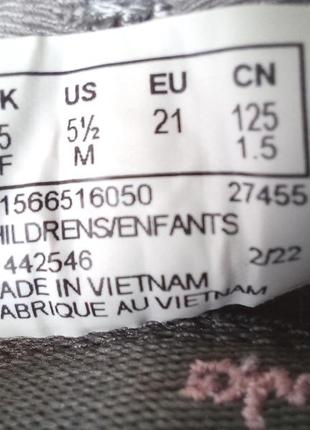 K US EU CN
5 5½ 21 125
F M 1.5
1566516050 27455
HILDRENS/ENFANTS
442546 2/22
ADE IN VIETNAM
ABRIQUE AU VIETNAM